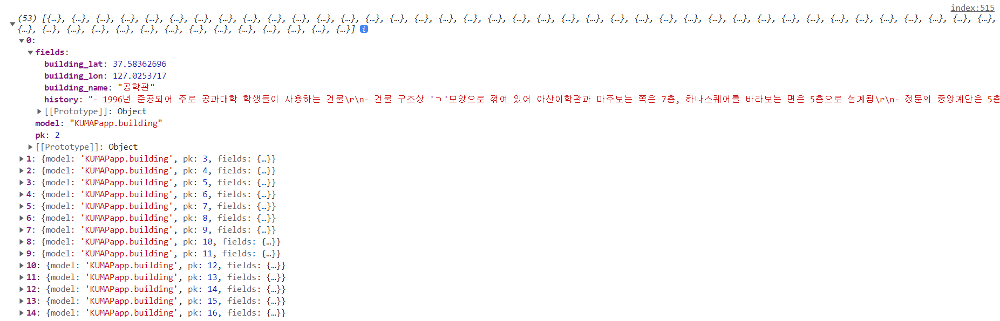 index:515
(53) [{…}, {…}, {…}, {…}, {…}, {…}, {…}, {…}, {…}, {…}, {…}, {…}, {…}, {…}, {…}, {…}, {…}, {…}, {…}, {…}, {…}, {…}, {…}, {…}, {…}, {…}, {…}, {…}, {…}, {…}, {…}, {…}, {…}, {…}, {…}, {…}, {…}, {…}, {…},
{…}, {…}, {…}, {…}, {…}, {…}, {…}, {…}, {…}, {…}, {…}, {…}, {…}, {…}] i
0:
fields:
building_lat: 37.58362696
building_lon: 127.0253717
building_name: "공학관"
history: "- 1996년 준공되어 주로 공과대학 학생들이 사용하는 건물\r\n- 건물 구조상 'ㄱ'모양으로 꺾여 있어 아산이학관과 마주보는 쪽은 7층, 하나스퀘어를 바라보는 면은 5층으로 설계됨\r\n- 정문의 중앙계단은 5층
[[Prototype]]: Object
model: "KUMAPapp.building"
pk: 2
[[Prototype]]: Object
1: {model: 'KUMAPapp.building', pk: 3, fields: {…}}
2: {model: 'KUMAPapp.building', pk: 4, fields: {…}}
3: {model: 'KUMAPapp.building', pk: 5, fields: {…}}
4: {model: 'KUMAPapp.building', pk: 6, fields: {…}}
5: {model: 'KUMAPapp.building', pk: 7, fields: {…}}
6: {model: 'KUMAPapp.building', pk: 8, fields: {…}}
7: {model: 'KUMAPapp.building', pk: 9, fields: {…}}
8: {model: 'KUMAPapp.building', pk: 10, fields: {…}}
9: {model: 'KUMAPapp.building', pk: 11, fields: {…}}
10: {model: 'KUMAPapp.building', pk: 12, fields: {…}}
11: {model: 'KUMAPapp.building', pk: 13, fields: {…}}
12: {model: 'KUMAPapp.building', pk: 14, fields: {…}}
13: {model: 'KUMAPapp.building', pk: 15, fields: {…}}
14: {model: 'KUMAPapp.building', pk: 16, fields: {…}}